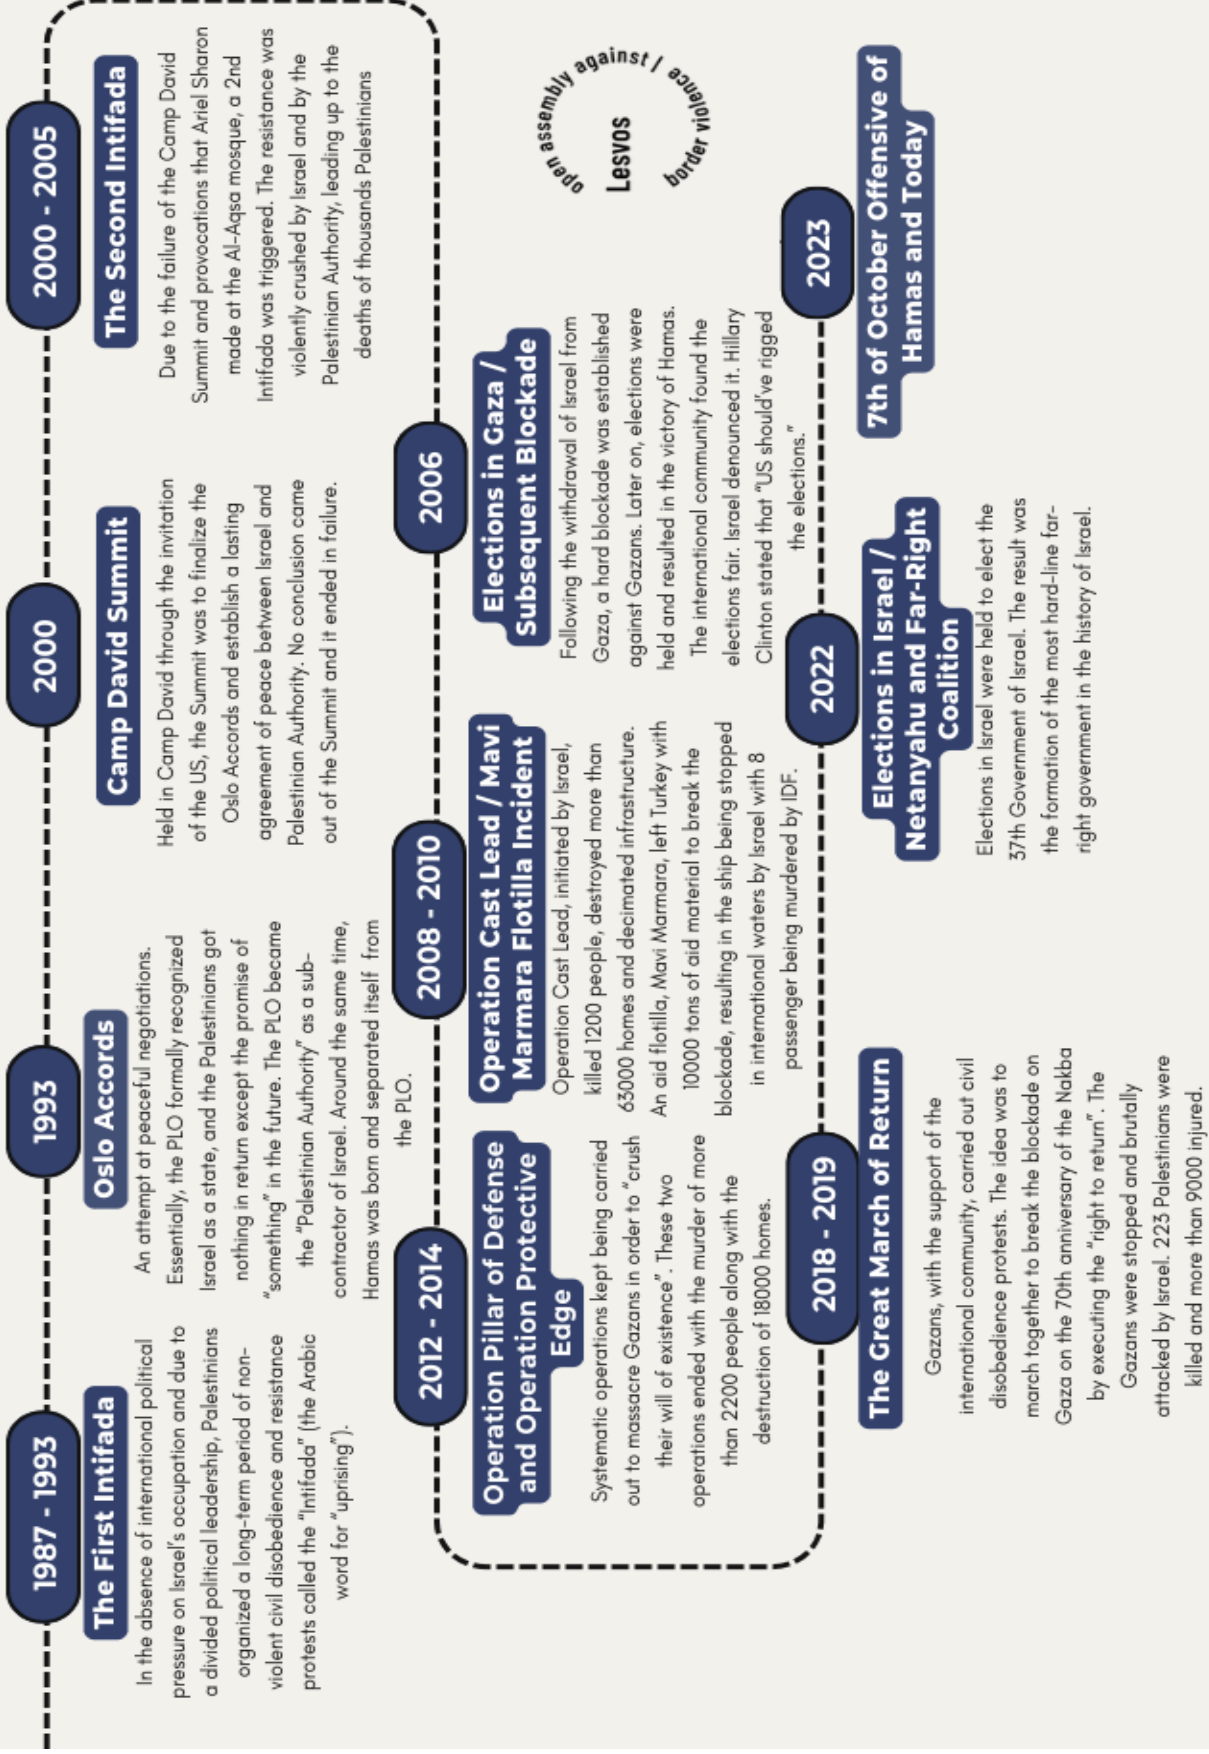 1987 - 1993
The First Intifada
In the absence of international political
pressure on Israel's occupation and due to
a divided political leadership, Palestinians
organized a long-term period of non-
violent civil disobedience and resistance
protests called the "Intifada" (the Arabic
word for "uprising").
1993
Oslo Accords
An attempt at peaceful negotiations.
Essentially, the PLO formally recognized
Israel as a state, and the Palestinians got
nothing in return except the promise of
"something" in the future. The PLO became
the "Palestinian Authority" as a sub-
contractor of Israel. Around the same time,
Hamas was born and separated itself from
the PLO.
2000
Camp David Summit
Held in Camp David through the invitation
of the US, the Summit was to finalize the
Oslo Accords and establish a lasting
agreement of peace between Israel and
Palestinian Authority. No conclusion came
out of the Summit and it ended in failure.
2000 - 2005
The Second Intifada
Due to the failure of the Camp David
Summit and provocations that Ariel Sharon
made at the Al-Aqsa mosque, a 2nd
Intifada was triggered. The resistance was
violently crushed by Israel and by the
Palestinian Authority, leading up to the
deaths of thousands Palestinians
2006
Elections in Gaza /
Subsequent Blockade
Following the withdrawal of Israel from
Gaza, a hard blockade was established
against Gazans. Later on, elections were
held and resulted in the victory of Hamas.
The international community found the
elections fair. Israel denounced it. Hillary
Clinton stated that "US should've rigged
the elections."
2008 - 2010
Operation Cast Lead / Mavi
Marmara Flotilla Incident
Operation Cast Lead, initiated by Israel,
killed 1200 people, destroyed more than
63000 homes and decimated infrastructure.
An aid flotilla, Mavi Marmara, left Turkey with
10000 tons of aid material to break the
blockade, resulting in the ship being stopped
in international waters by Israel with 8
passenger being murdered by IDF.
2012 - 2014
Operation Pillar of Defense
and Operation Protective
Edge
Systematic operations kept being carried
out to massacre Gazans in order to "crush
their will of existence". These two
operations ended with the murder of more
than 2200 people along with the
destruction of 18000 homes.
2018 - 2019
The Great March of Return
Gazans, with the support of the
international community, carried out civil
disobedience protests. The idea was to
march together to break the blockade on
Gaza on the 70th anniversary of the Nakba
by executing the "right to return". The
Gazans were stopped and brutally
attacked by Israel. 223 Palestinians were
killed and more than 9000 injured.
2022
Elections in Israel /
Netanyahu and Far-Right
Coalition
Elections in Israel were held to elect the
37th Government of Israel. The result was
the formation of the most hard-line far-
right government in the history of Israel.
2023
7th of October Offensive of
Hamas and Today
open assembly against /
Lesvos
border violence